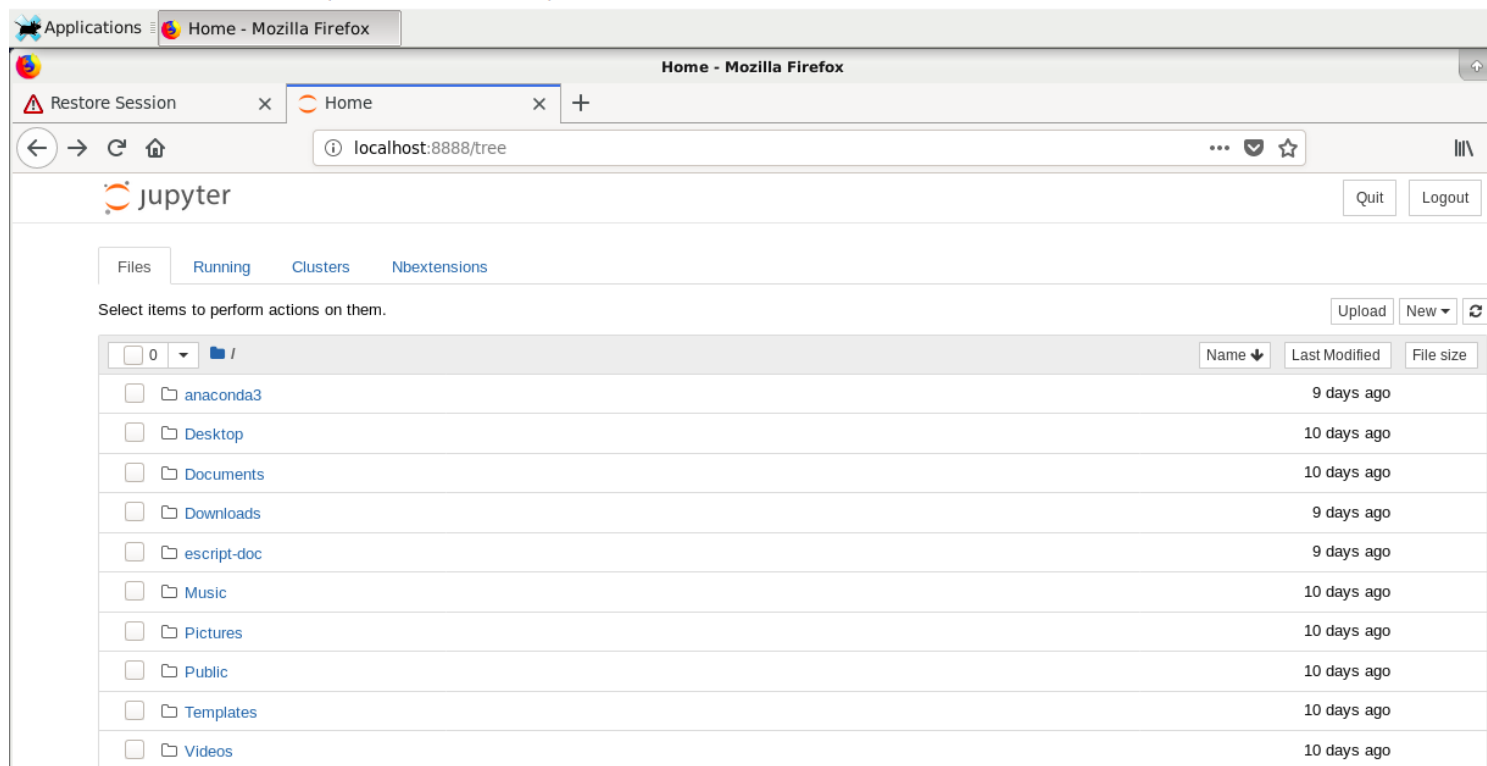 Applications Home - Mozilla Firefox
Home - Mozilla Firefox
Restore Session Home
localhost:8888/tree
jupyter Quit Logout
Files Running Clusters Nbextensions
Select items to perform actions on them. Upload New
0 / Name Last Modified File size
anaconda3 9 days ago
Desktop 10 days ago
Documents 10 days ago
Downloads 9 days ago
escript-doc 9 days ago
Music 10 days ago
Pictures 10 days ago
Public 10 days ago
Templates 10 days ago
Videos 10 days ago